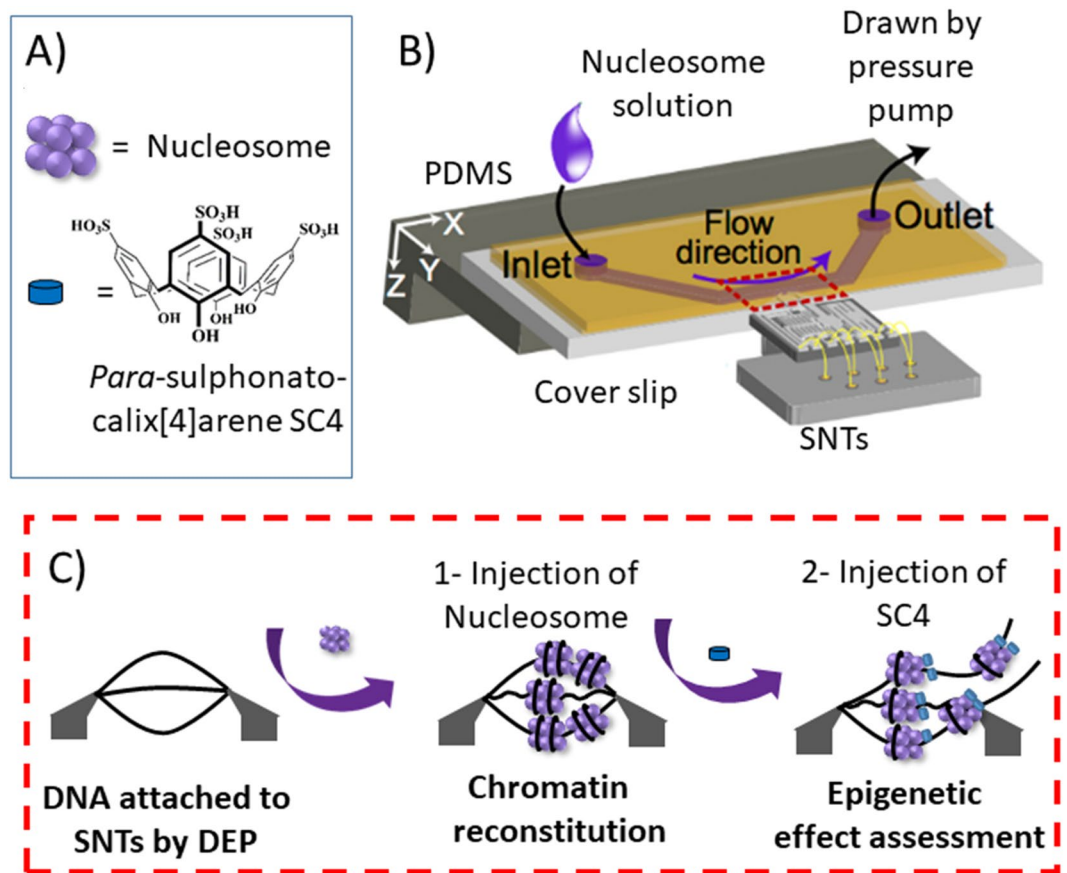 A)
= Nucleosome
SO₃H
HO₃S
SO₃H
SO₃H
=
OH
OH
HO
OH
Para-sulphonato-
calix[4]arene SC4
B)
Nucleosome
solution
Drawn by
pressure
pump
PDMS
X
Y
Z
Inlet
Flow
direction
Outlet
Cover slip
SNTs
C)
1- Injection of
Nucleosome
2- Injection of
SC4
DNA attached to
SNTs by DEP
Chromatin
reconstitution
Epigenetic
effect assessment